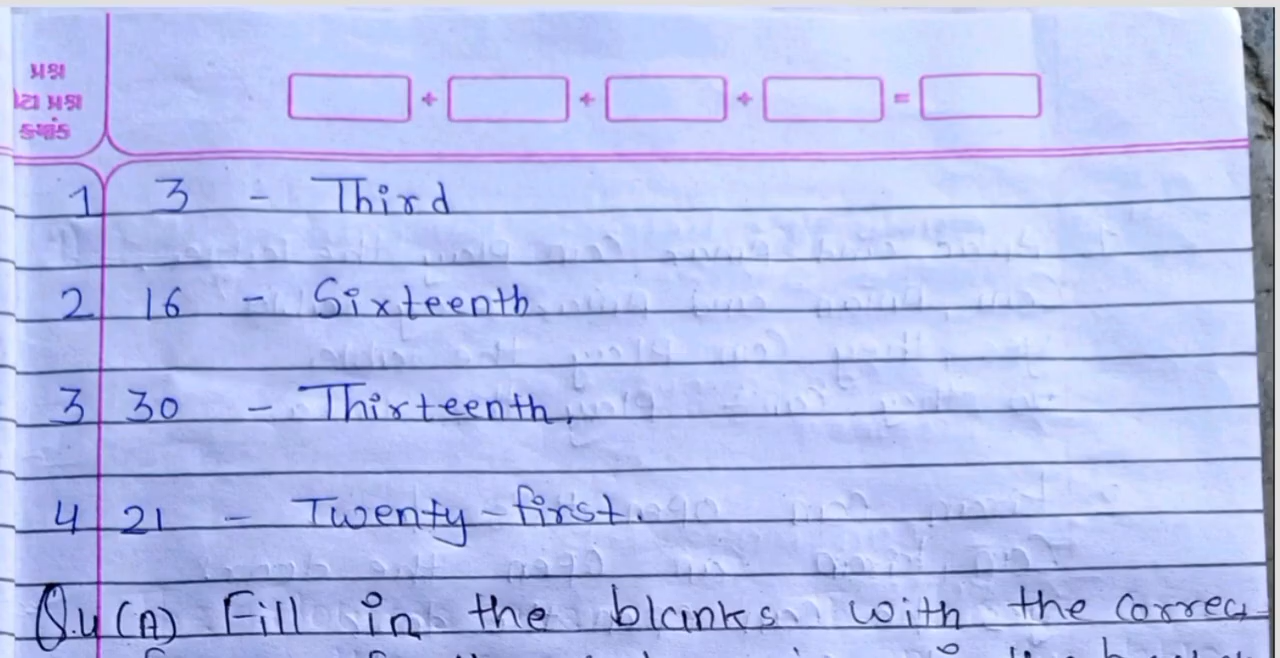 પ્રશ્ન
પેટા પ્રશ્ન
ક્રમાંક
+ + + =
1 3 - Third
2 16 - Sixteenth
3 30 - Thirteenth.
4 21 - Twenty-first.
Q.4 (A) Fill in the blanks with the correct